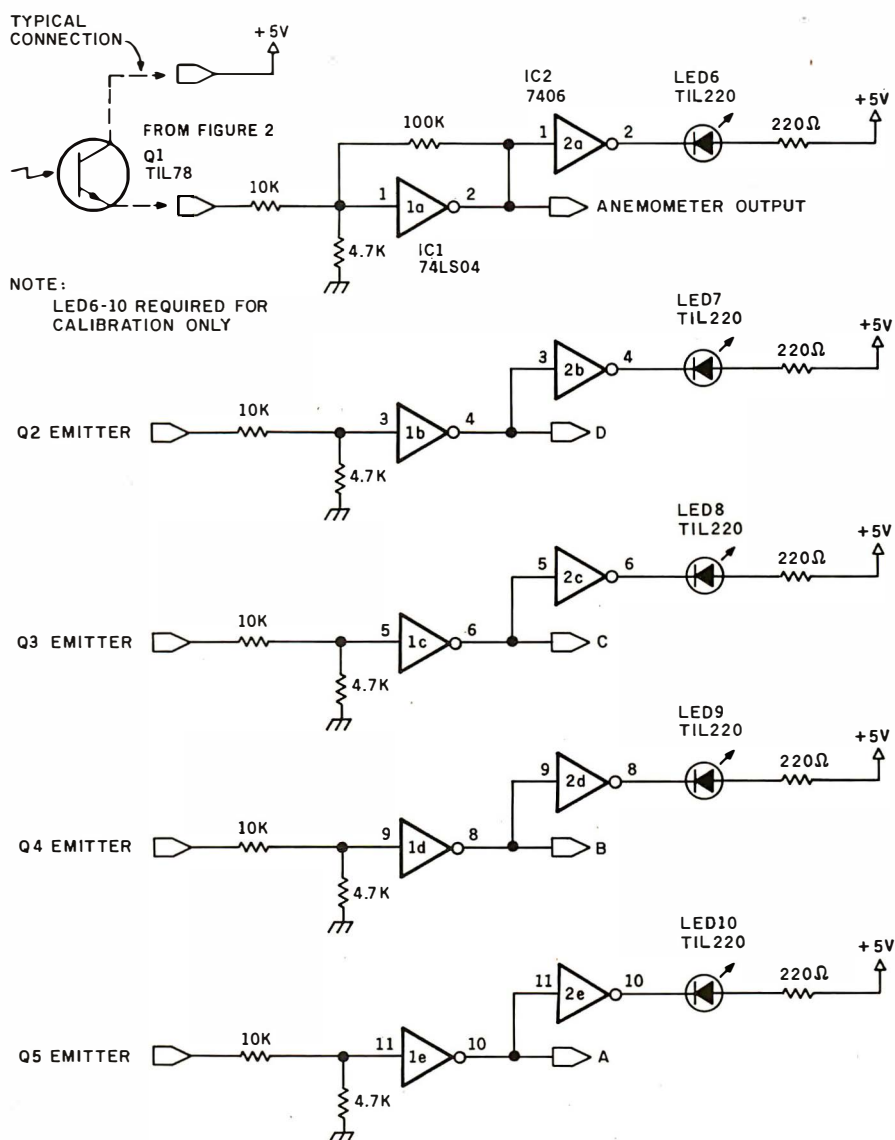 TYPICAL
CONNECTION
+5V
FROM FIGURE 2
Q1
TIL78
10K
100K
1
1a
2
4.7K
IC1
74LS04
IC2
7406
1
2a
2
LED6
TIL220
220Ω
+5V
ANEMOMETER OUTPUT
NOTE:
LED6-10 REQUIRED FOR
CALIBRATION ONLY
LED7
TIL220
220Ω
+5V
3
2b
4
Q2 EMITTER
10K
3
1b
4
D
4.7K
LED8
TIL220
220Ω
+5V
5
2c
6
Q3 EMITTER
10K
5
1c
6
C
4.7K
LED9
TIL220
220Ω
+5V
9
2d
8
Q4 EMITTER
10K
9
1d
8
B
4.7K
LED10
TIL220
220Ω
+5V
11
2e
10
Q5 EMITTER
10K
11
1e
10
A
4.7K